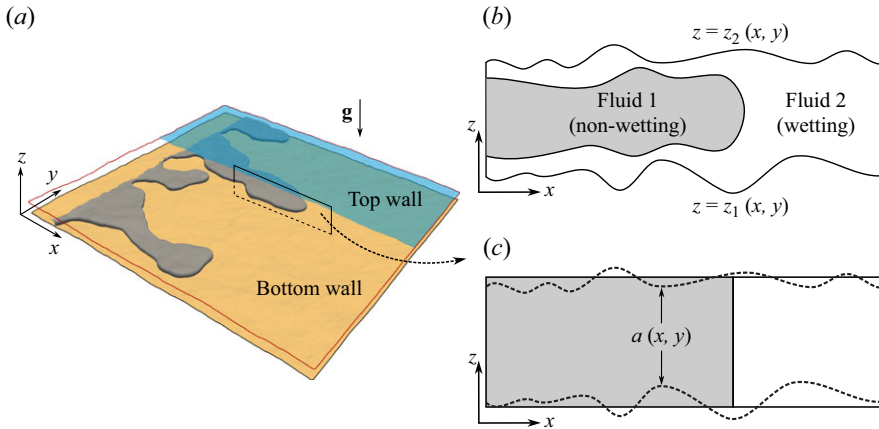 (a)
g
z
y
x
Top wall
Bottom wall
(b)
z = z2 (x, y)
Fluid 1
(non-wetting)
Fluid 2
(wetting)
z
x
z = z1 (x, y)
(c)
a (x, y)
z
x